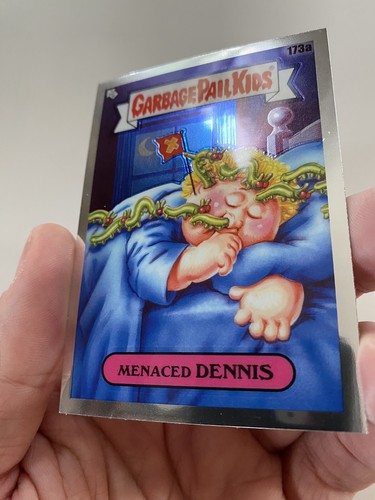 173a
GARBAGE PAIL KIDS
MENACED DENNIS